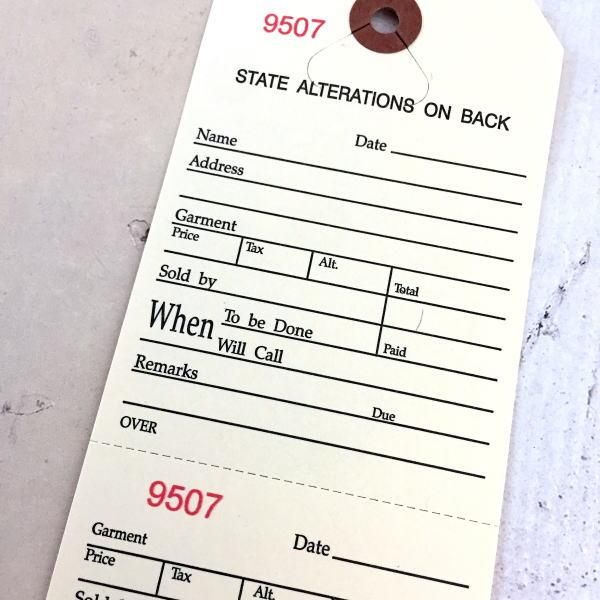 9507
STATE ALTERATIONS ON BACK
Name Date
Address
Garment
Price Tax Alt. Total
Sold by
When To be Done
Will Call Paid
Remarks
Due
OVER
9507
Garment Date
Price Tax Alt.